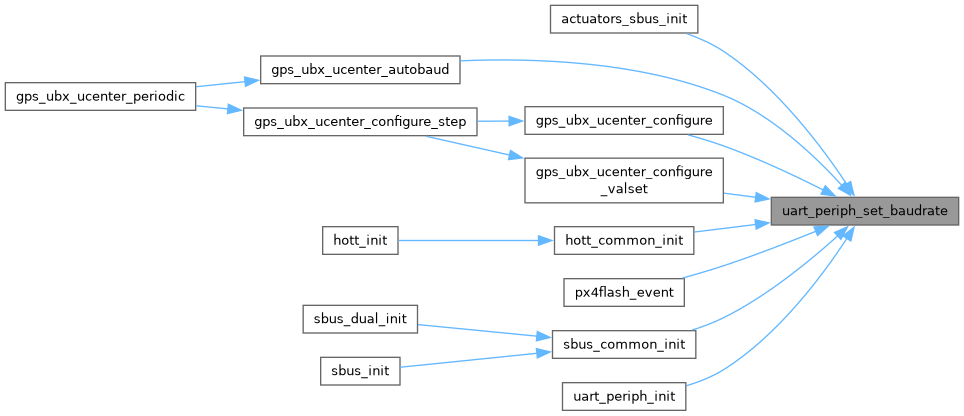 actuators_sbus_init
gps_ubx_ucenter_autobaud
gps_ubx_ucenter_periodic
gps_ubx_ucenter_configure_step
gps_ubx_ucenter_configure
gps_ubx_ucenter_configure
_valset
uart_periph_set_baudrate
hott_init
hott_common_init
px4flash_event
sbus_dual_init
sbus_common_init
sbus_init
uart_periph_init